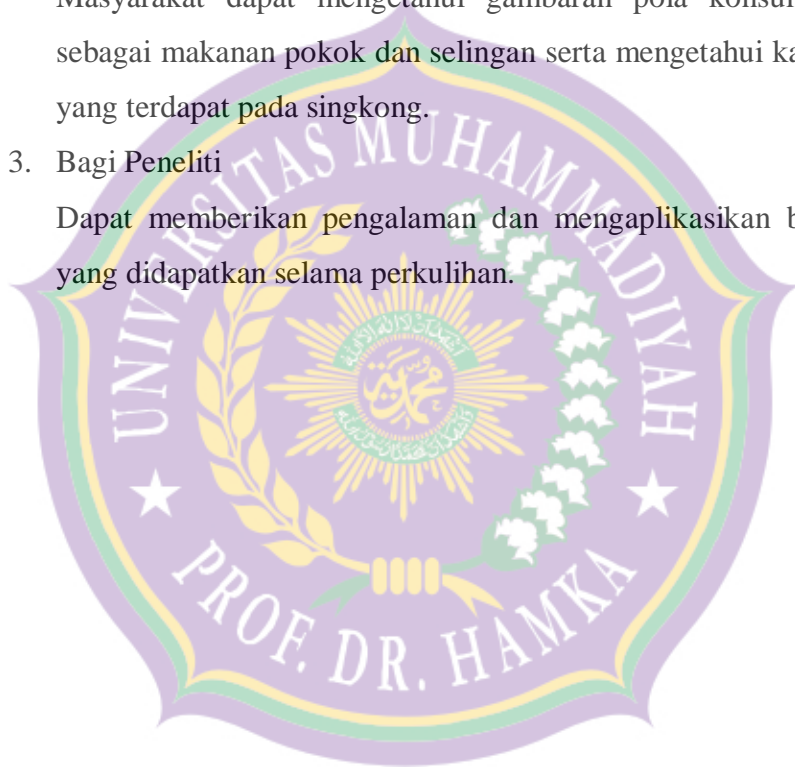 Masyarakat dapat mengetahui gambaran pola
sebagai makanan pokok dan selingan serta mengetahui
yang terdapat pada singkong.
3. Bagi Peneliti
Dapat memberikan pengalaman dan mengaplikasikan
yang didapatkan selama perkulihan.
UNIVERSITAS MUHAMMADIYAH
محمدية
PROF. DR. HAMKA